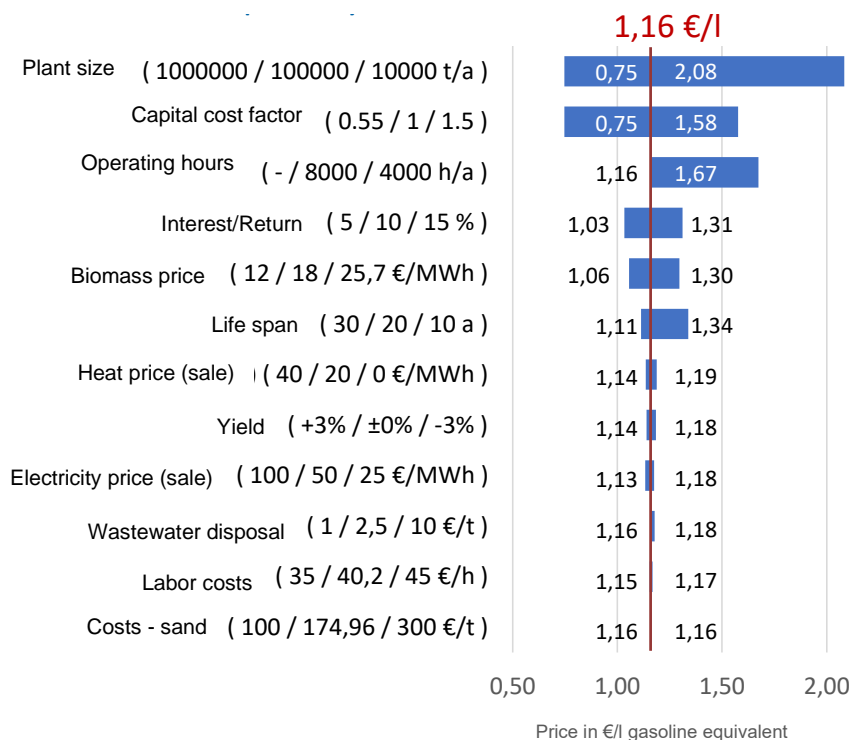 1,16 €/l
Plant size ( 1000000 / 100000 / 10000 t/a ) 0,75 2,08
Capital cost factor ( 0.55 / 1 / 1.5 ) 0,75 1,58
Operating hours ( - / 8000 / 4000 h/a ) 1,16 1,67
Interest/Return ( 5 / 10 / 15 % ) 1,03 1,31
Biomass price ( 12 / 18 / 25,7 €/MWh ) 1,06 1,30
Life span ( 30 / 20 / 10 a ) 1,11 1,34
Heat price (sale) ( 40 / 20 / 0 €/MWh ) 1,14 1,19
Yield ( +3% / ±0% / -3% ) 1,14 1,18
Electricity price (sale) ( 100 / 50 / 25 €/MWh ) 1,13 1,18
Wastewater disposal ( 1 / 2,5 / 10 €/t ) 1,16 1,18
Labor costs ( 35 / 40,2 / 45 €/h ) 1,15 1,17
Costs - sand ( 100 / 174,96 / 300 €/t ) 1,16 1,16
0,50 1,00 1,50 2,00
Price in €/l gasoline equivalent